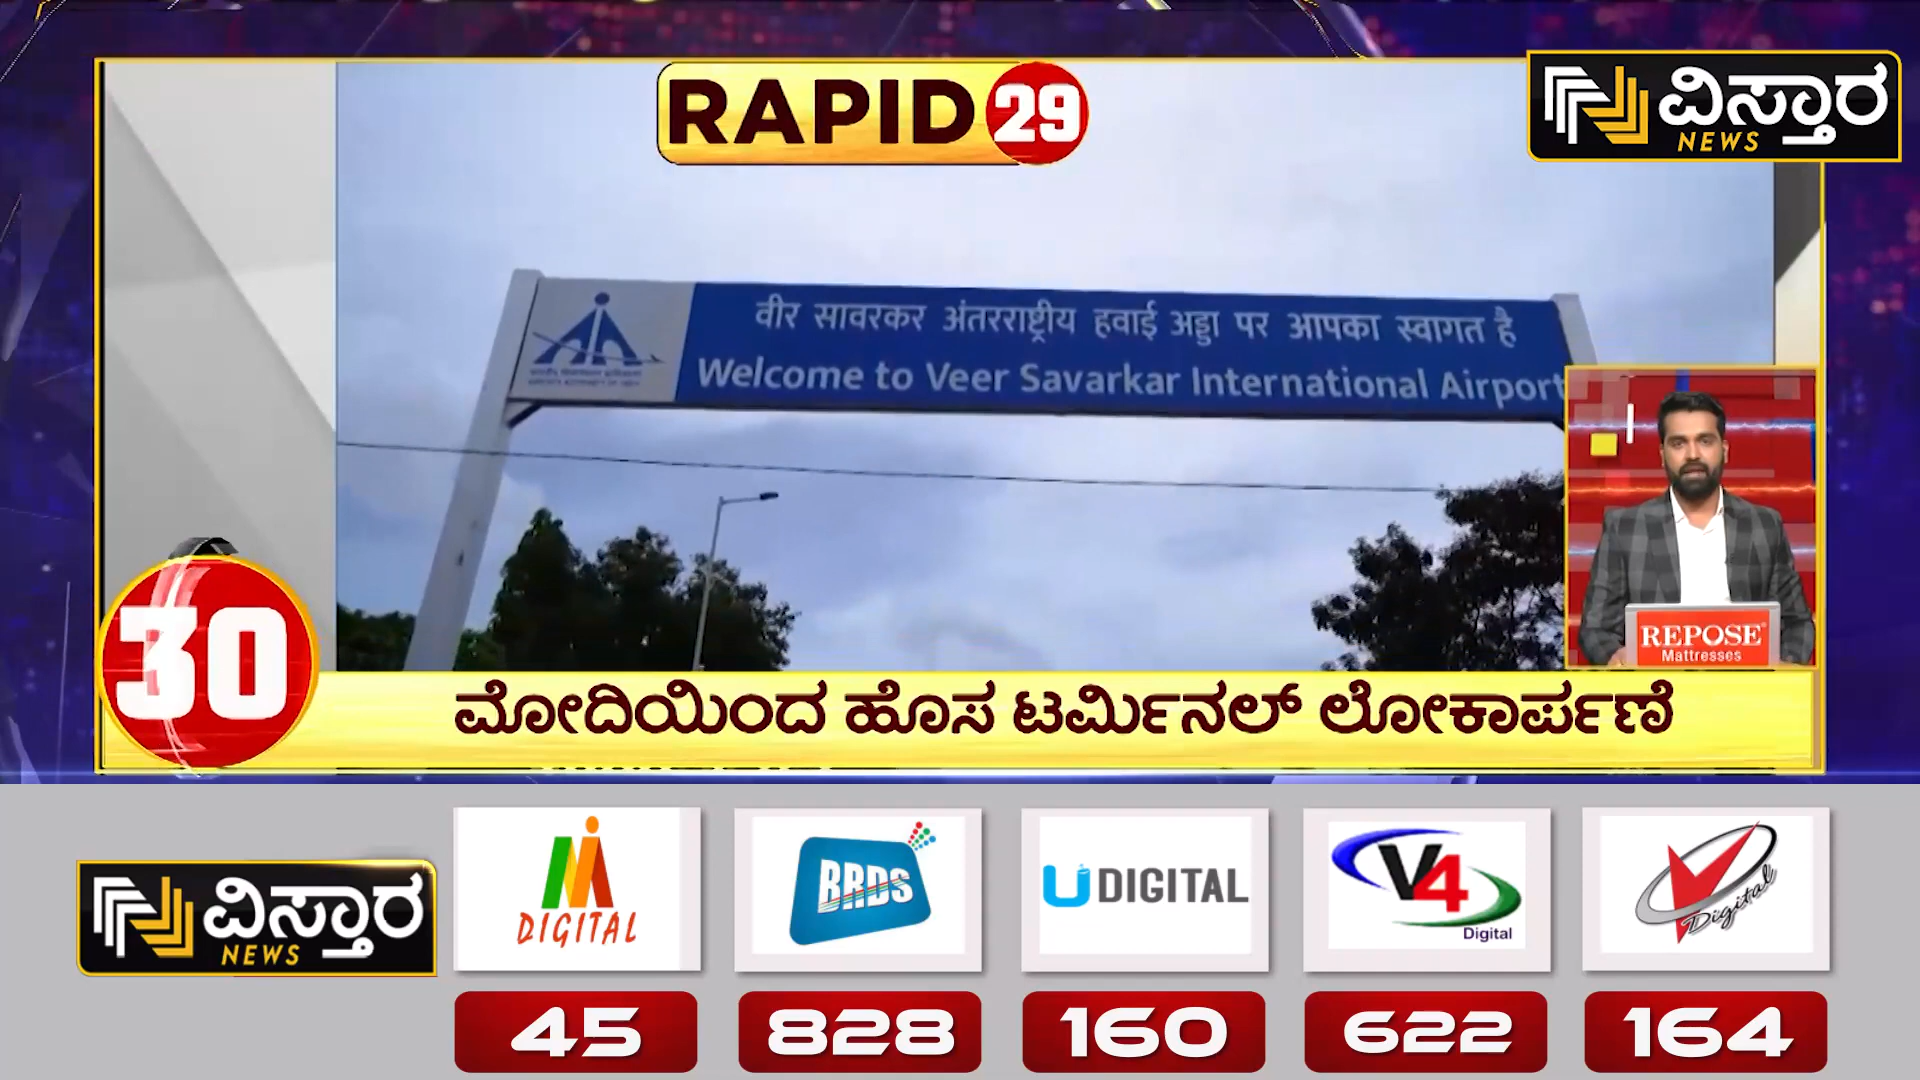 RAPID 29
ವಿಸ್ತಾರ
NEWS
वीर सावरकर अंतरराष्ट्रीय हवाई अड्डा पर आपका स्वागत है
Welcome to Veer Savarkar International Airport
REPOSE
Mattresses
30
ಮೋದಿಯಿಂದ ಹೊಸ ಟರ್ಮಿನಲ್ ಲೋಕಾರ್ಪಣೆ
ವಿಸ್ತಾರ
NEWS
DIGITAL
BRDS
U DIGITAL
V4
Digital
V Digital
45
828
160
622
164